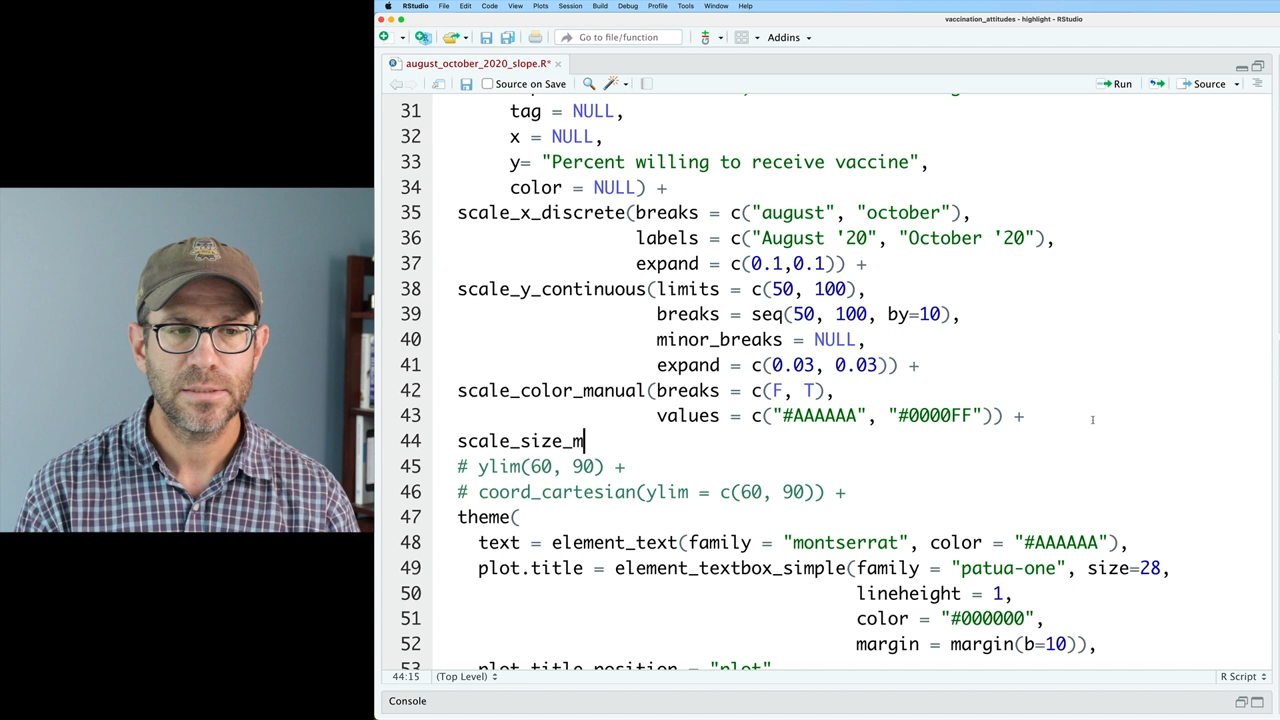 RStudio File Edit Code View Plots Session Build Debug Profile Tools Window Help
vaccination_attitudes - highlight - RStudio
Go to file/function Addins
august_october_2020_slope.R*
Source on Save Run Source
31 tag = NULL,
32 x = NULL,
33 y= "Percent willing to receive vaccine",
34 color = NULL) +
35 scale_x_discrete(breaks = c("august", "october"),
36 labels = c("August '20", "October '20"),
37 expand = c(0.1,0.1)) +
38 scale_y_continuous(limits = c(50, 100),
39 breaks = seq(50, 100, by=10),
40 minor_breaks = NULL,
41 expand = c(0.03, 0.03)) +
42 scale_color_manual(breaks = c(F, T),
43 values = c("#AAAAAA", "#0000FF")) +
44 scale_size_m
45 # ylim(60, 90) +
46 # coord_cartesian(ylim = c(60, 90)) +
47 theme(
48 text = element_text(family = "montserrat", color = "#AAAAAA"),
49 plot.title = element_textbox_simple(family = "patua-one", size=28,
50 lineheight = 1,
51 color = "#000000",
52 margin = margin(b=10)),
53 plot.title.position = "plot"
44:15 (Top Level) R Script
Console